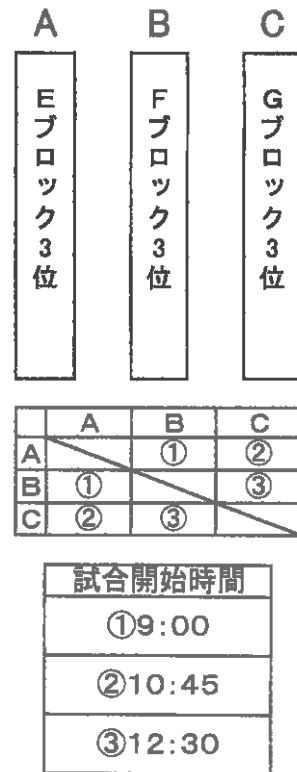 A B C
Eブロック3位
Fブロック3位
Gブロック3位
A B C
A ① ②
B ① ③
C ② ③
試合開始時間
①9:00
②10:45
③12:30